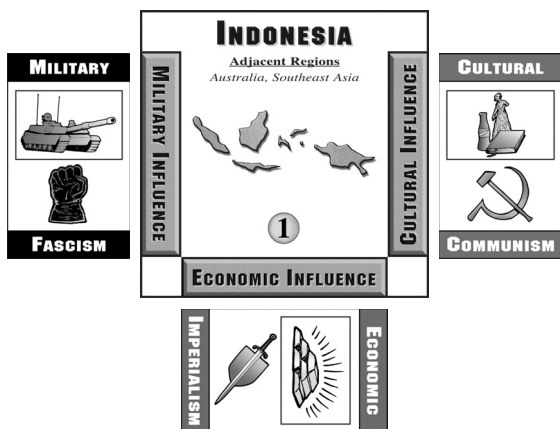 INDONESIA
Adjacent Regions
Australia, Southeast Asia
MILITARY INFLUENCE
CULTURAL INFLUENCE
1
ECONOMIC INFLUENCE
MILITARY
FASCISM
CULTURAL
COMMUNISM
IMPERIALISM
ECONOMIC